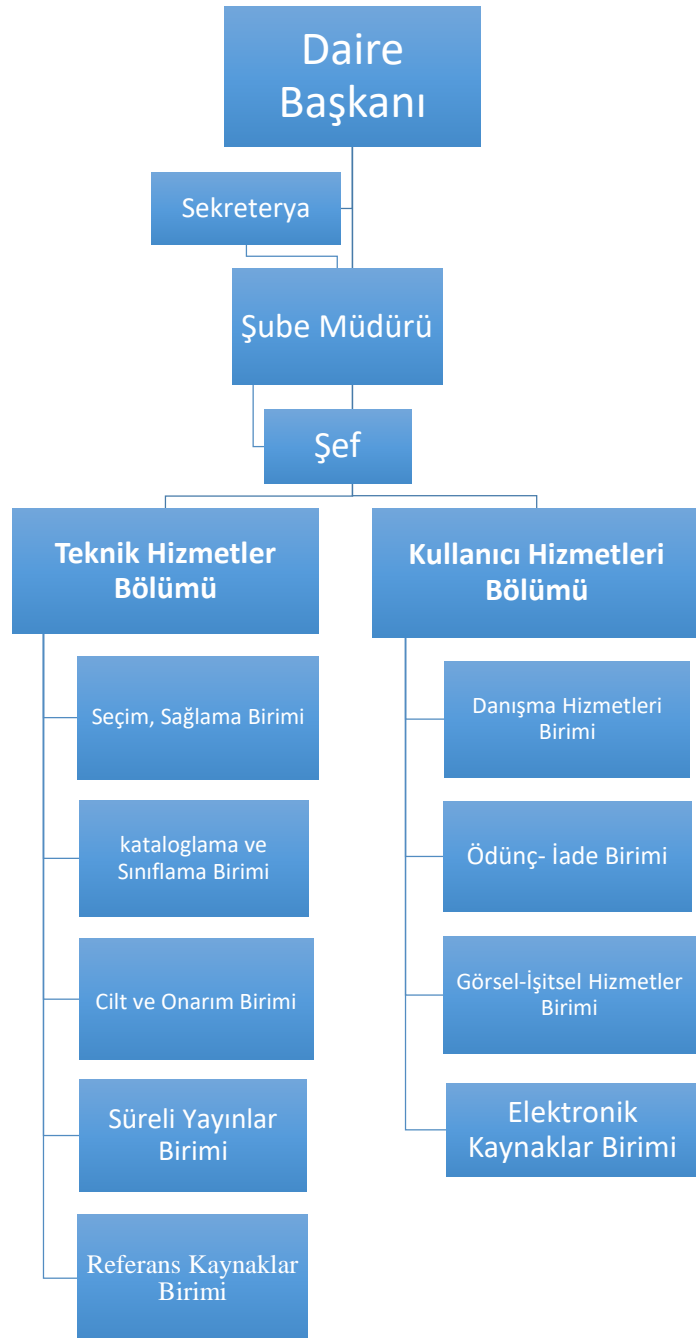 Daire
Başkanı
Sekreterya
Şube Müdürü
Şef
Teknik Hizmetler
Bölümü
Seçim, Sağlama Birimi
kataloglama ve
Sınıflama Birimi
Cilt ve Onarım Birimi
Süreli Yayınlar
Birimi
Referans Kaynaklar
Birimi
Kullanıcı Hizmetleri
Bölümü
Danışma Hizmetleri
Birimi
Ödünç- İade Birimi
Görsel-İşitsel Hizmetler
Birimi
Elektronik
Kaynaklar Birimi